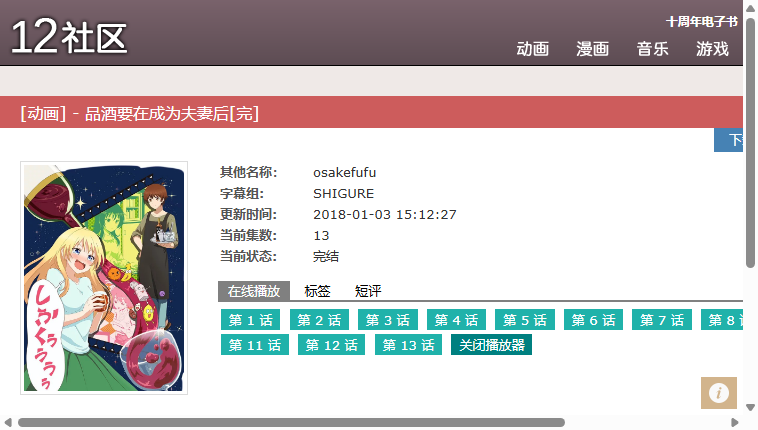 12社区
十周年电子书
动画 漫画 音乐 游戏
[动画] - 品酒要在成为夫妻后[完]
其他名称: osakefufu
字幕组: SHIGURE
更新时间: 2018-01-03 15:12:27
当前集数: 13
当前状态: 完结
在线播放 标签 短评
第 1 话 第 2 话 第 3 话 第 4 话 第 5 话 第 6 话 第 7 话 第 8
第 11 话 第 12 话 第 13 话 关闭播放器
しぷくぅぅぅぅ
i